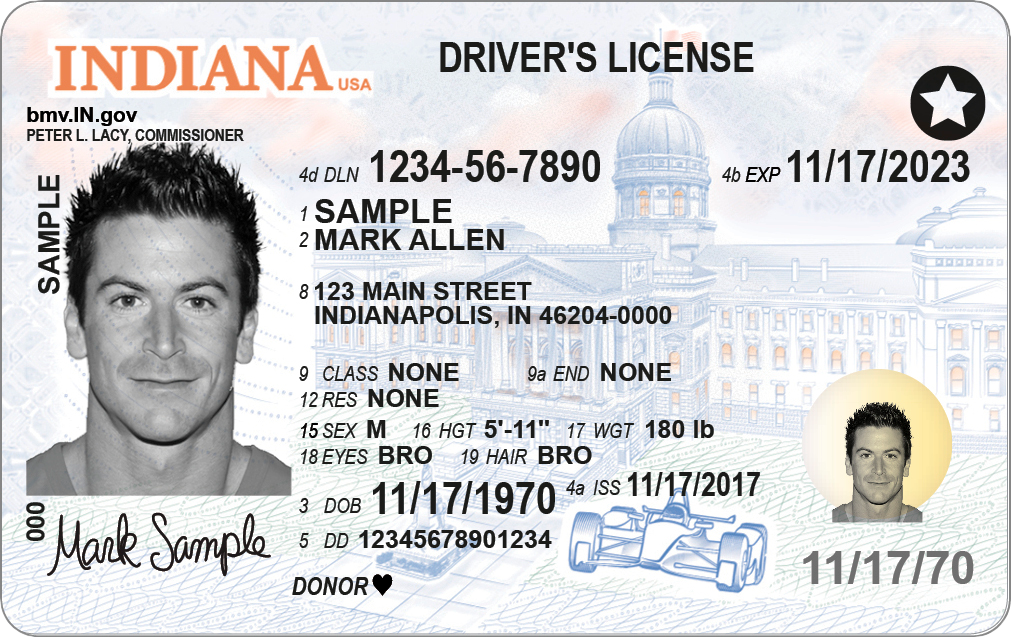 INDIANA USA
DRIVER'S LICENSE
bmv.IN.gov
PETER L. LACY, COMMISSIONER
4d DLN 1234-56-7890
4b EXP 11/17/2023
SAMPLE
1 SAMPLE
2 MARK ALLEN
8 123 MAIN STREET
INDIANAPOLIS, IN 46204-0000
9 CLASS NONE 9a END NONE
12 RES NONE
15 SEX M 16 HGT 5'-11" 17 WGT 180 lb
18 EYES BRO 19 HAIR BRO
3 DOB 11/17/1970 4a ISS 11/17/2017
000
Mark Sample
5 DD 12345678901234
11/17/70
DONOR